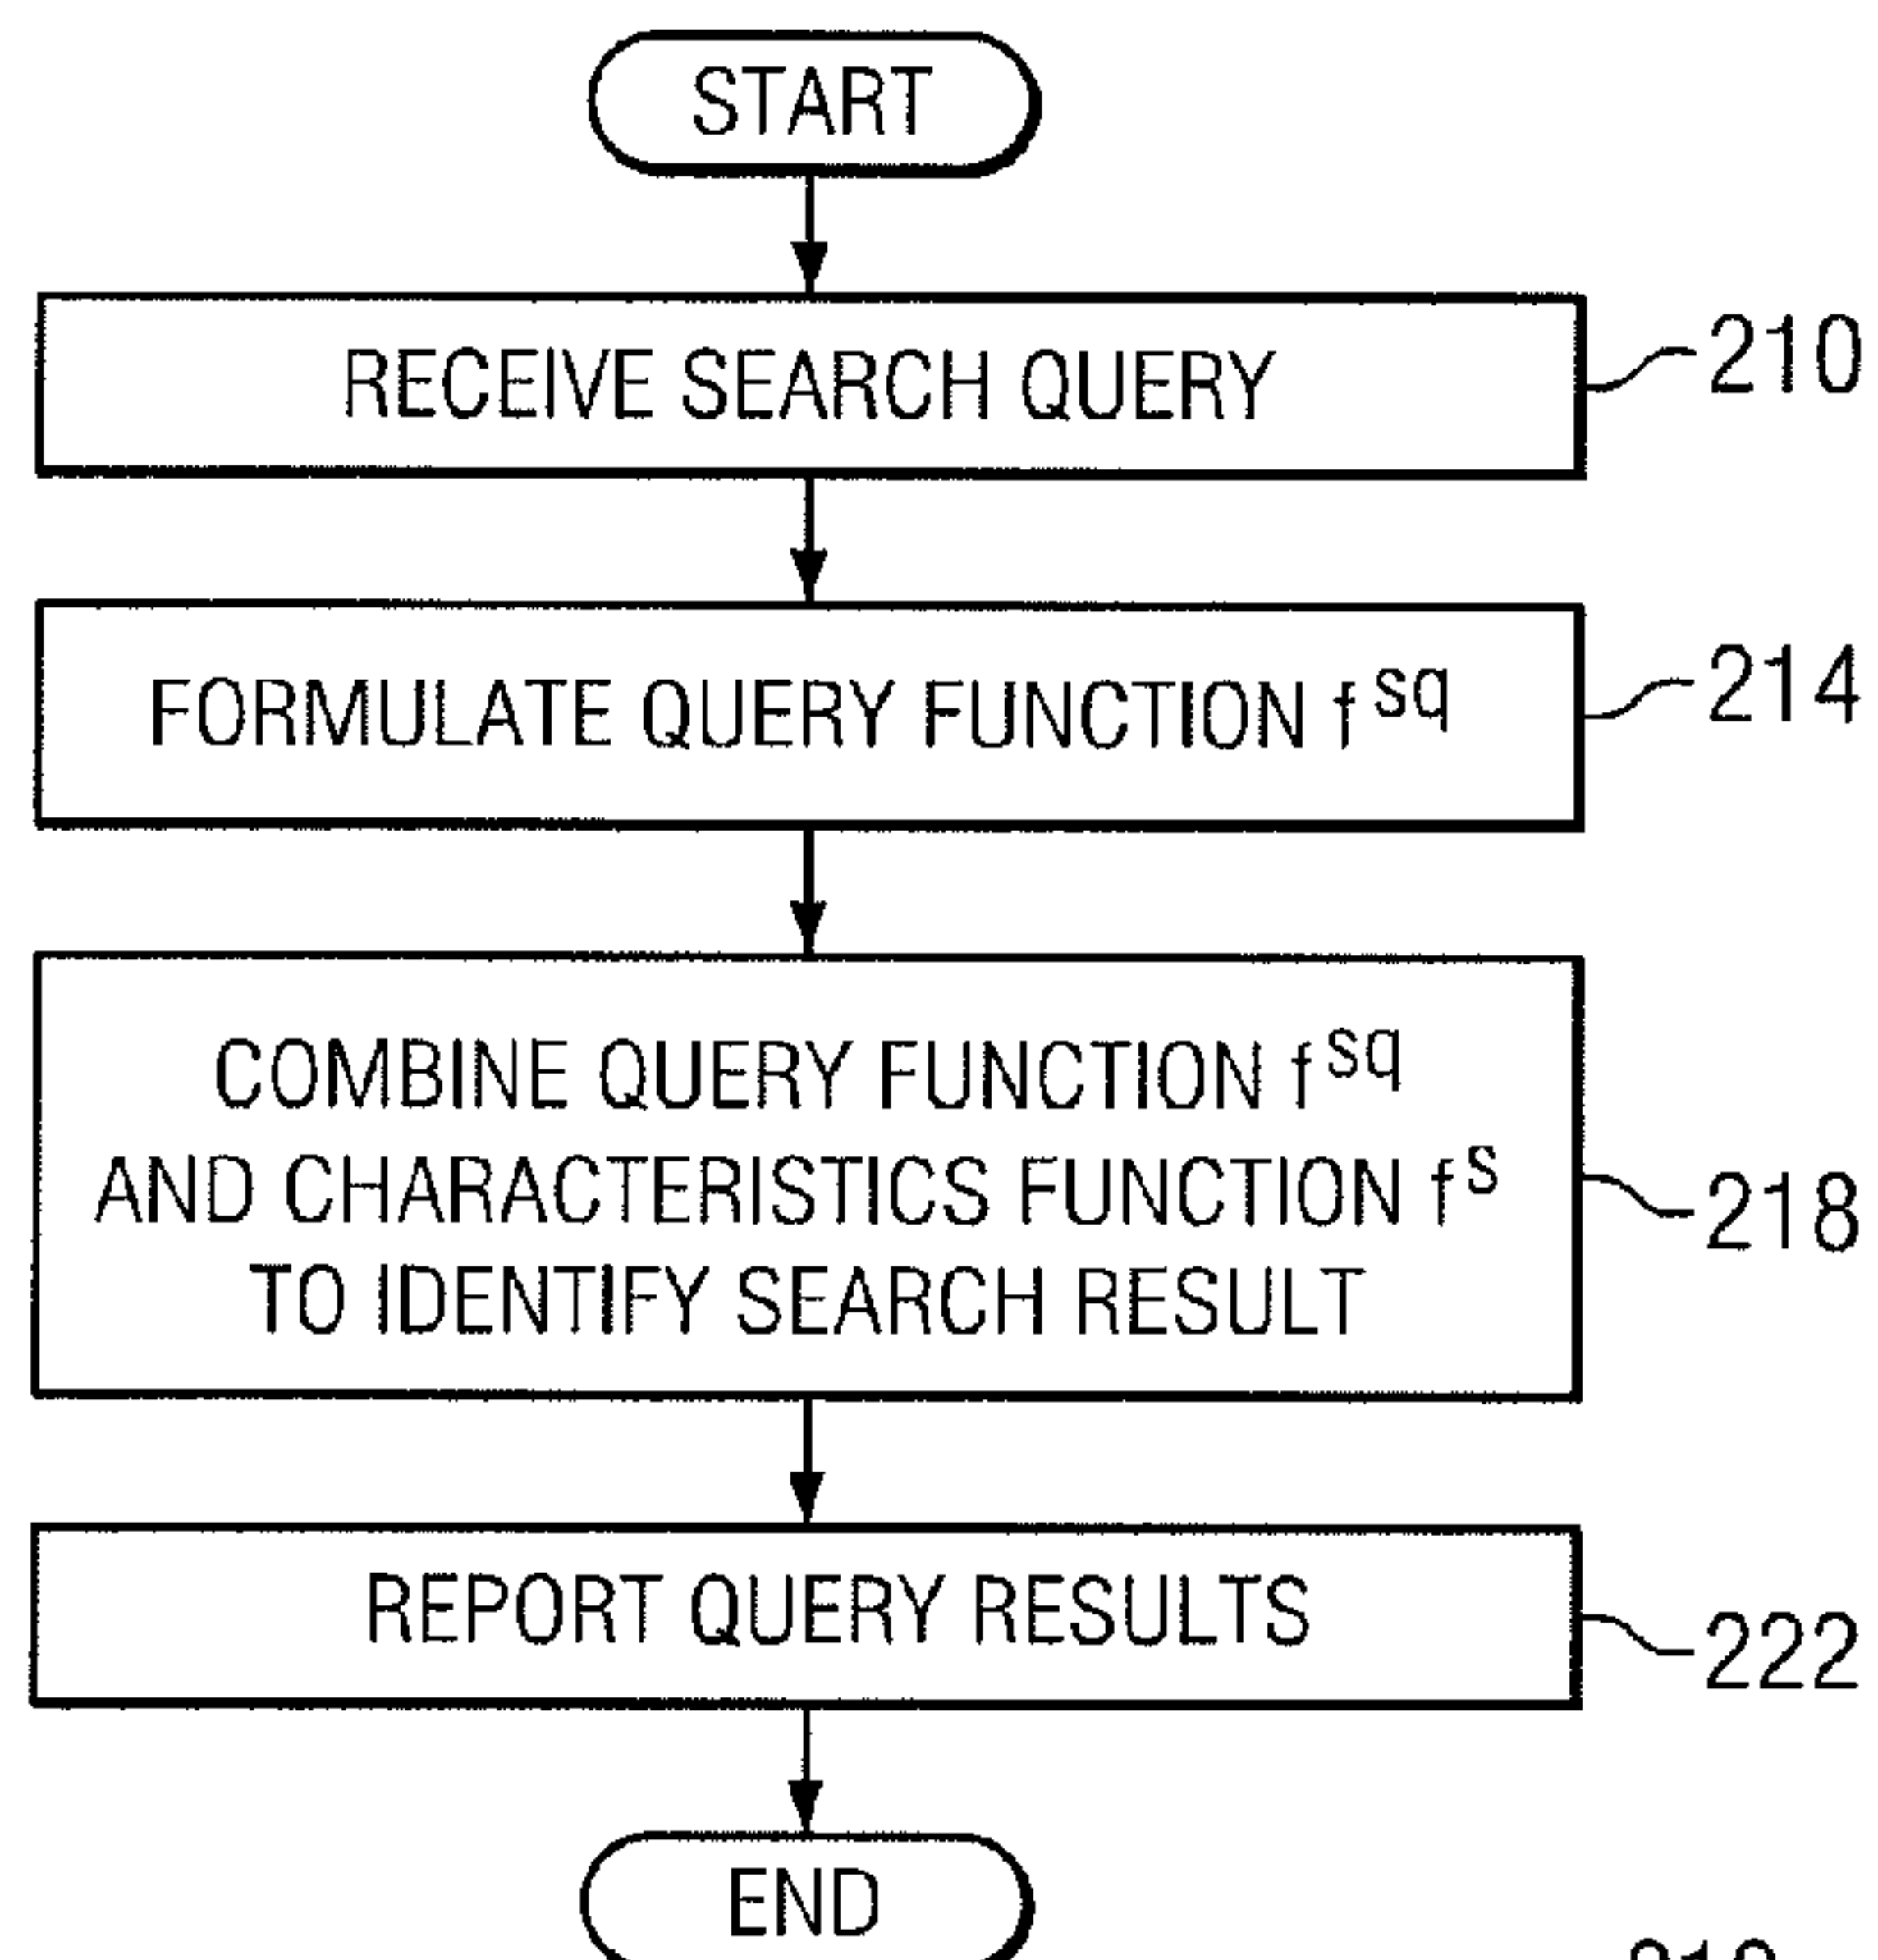 START
RECEIVE SEARCH QUERY
210
FORMULATE QUERY FUNCTION f^sq
214
COMBINE QUERY FUNCTION f^sq
AND CHARACTERISTICS FUNCTION f^s
TO IDENTIFY SEARCH RESULT
218
REPORT QUERY RESULTS
222
END